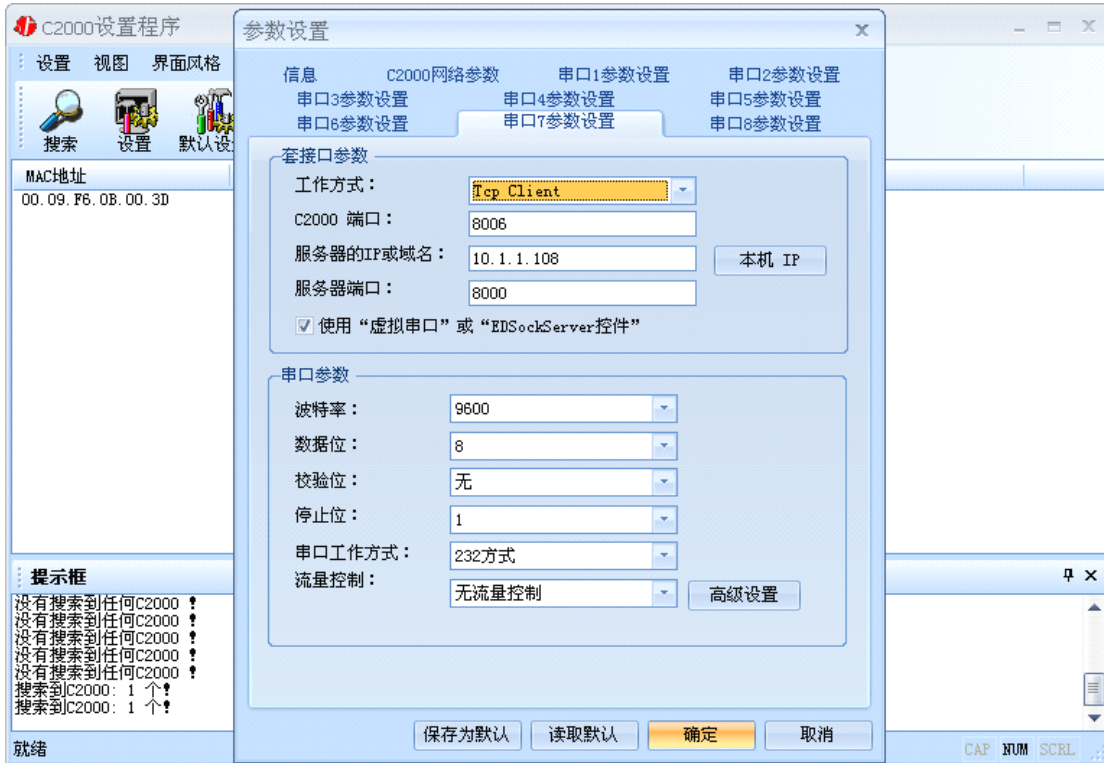 C2000设置程序
设置 视图 界面风格
搜索 设置 默认设
MAC地址
00.09.F6.0B.00.3D
参数设置
信息 C2000网络参数 串口1参数设置 串口2参数设置
串口3参数设置 串口4参数设置 串口5参数设置
串口6参数设置 串口7参数设置 串口8参数设置
套接口参数
工作方式： Tcp Client
C2000 端口： 8006
服务器的IP或域名： 10.1.1.108 本机 IP
服务器端口： 8000
使用“虚拟串口”或“EDSockServer控件”
串口参数
波特率： 9600
数据位： 8
校验位： 无
停止位： 1
串口工作方式： 232方式
流量控制： 无流量控制 高级设置
保存为默认 读取默认 确定 取消
提示框
没有搜索到任何C2000 ！
没有搜索到任何C2000 ！
没有搜索到任何C2000 ！
没有搜索到任何C2000 ！
没有搜索到任何C2000 ！
搜索到C2000: 1 个！
搜索到C2000: 1 个！
就绪 CAP NUM SCRL